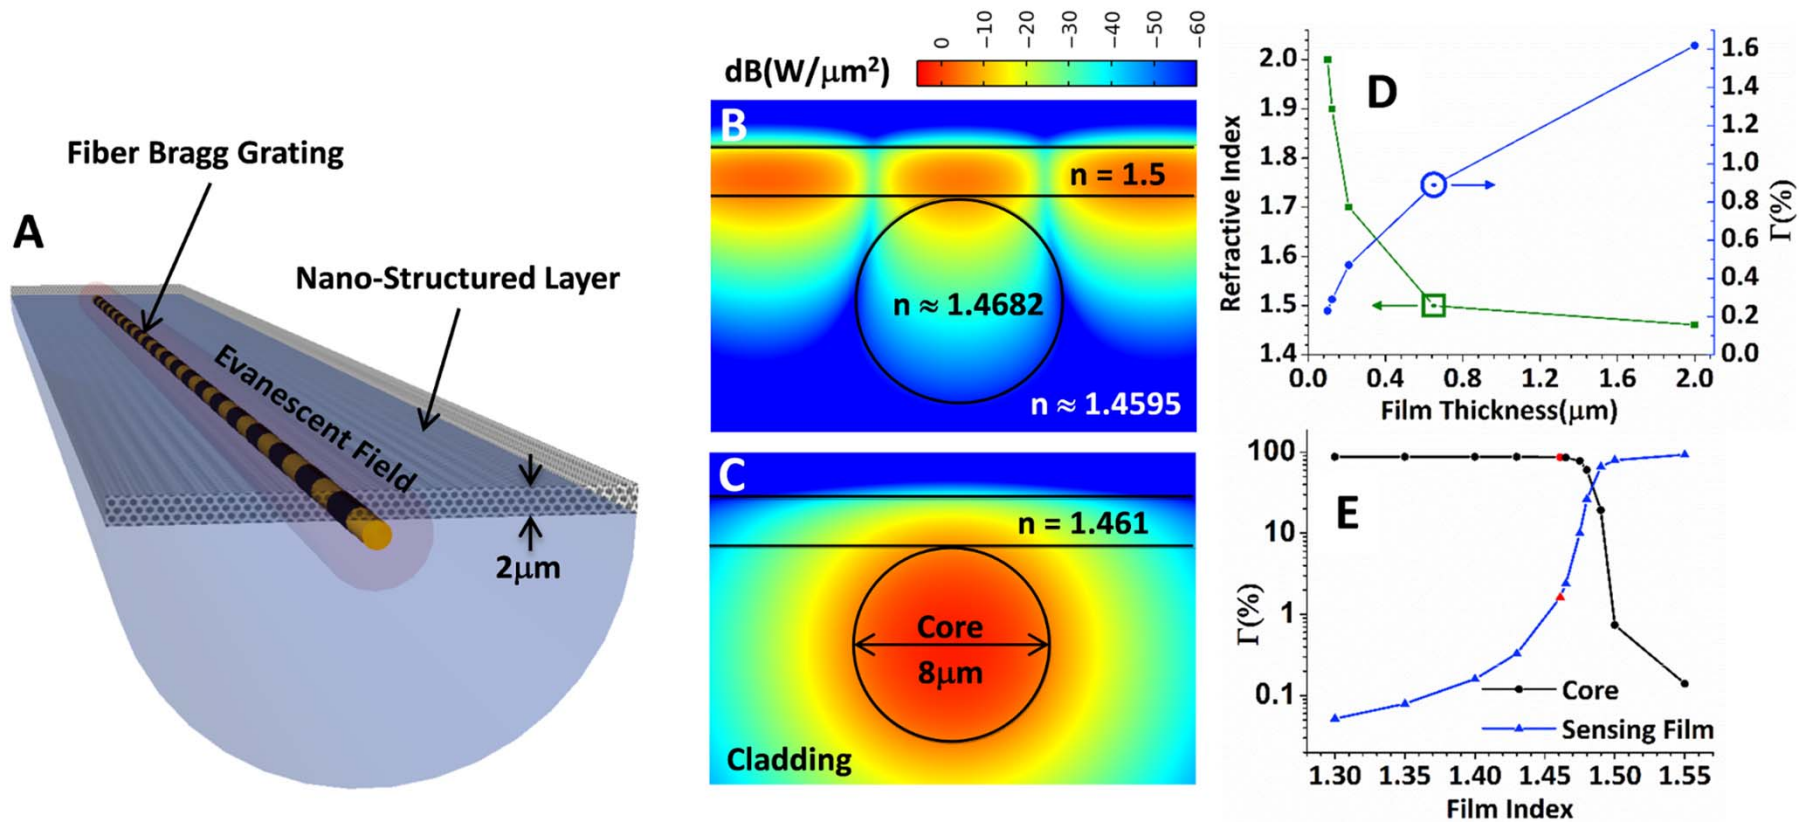 A
Fiber Bragg Grating
Nano-Structured Layer
Evanescent Field
2μm
dB(W/μm²)
0 −10 −20 −30 −40 −50 −60
B
n = 1.5
n ≈ 1.4682
n ≈ 1.4595
C
n = 1.461
Core
8μm
Cladding
D
Refractive Index
2.0
1.9
1.8
1.7
1.6
1.5
1.4
0.0 0.4 0.8 1.2 1.6 2.0
Film Thickness(μm)
1.6
1.4
1.2
1.0
0.8
0.6
0.4
0.2
0.0
Γ(%)
E
Γ(%)
100
10
1
0.1
Core
Sensing Film
1.30 1.35 1.40 1.45 1.50 1.55
Film Index